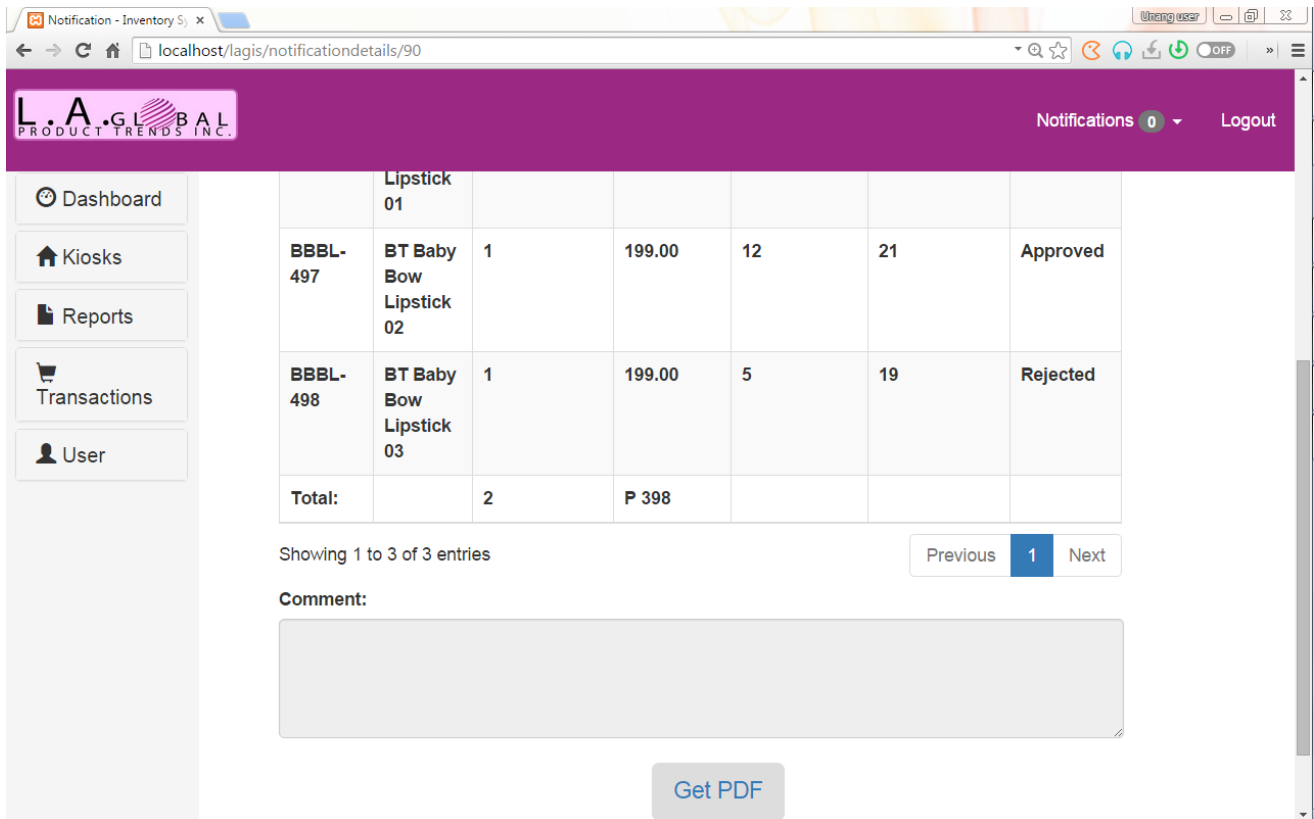 Notification - Inventory Sy
Unang user
localhost/lagis/notificationdetails/90
OFF
L.A.GLOBAL
PRODUCT TRENDS INC.
Notifications 0
Logout
Dashboard
Kiosks
Reports
Transactions
User
Lipstick
01
BBBL- BT Baby 1 199.00 12 21 Approved
497 Bow
Lipstick
02
BBBL- BT Baby 1 199.00 5 19 Rejected
498 Bow
Lipstick
03
Total: 2 P 398
Showing 1 to 3 of 3 entries
Previous 1 Next
Comment:
Get PDF